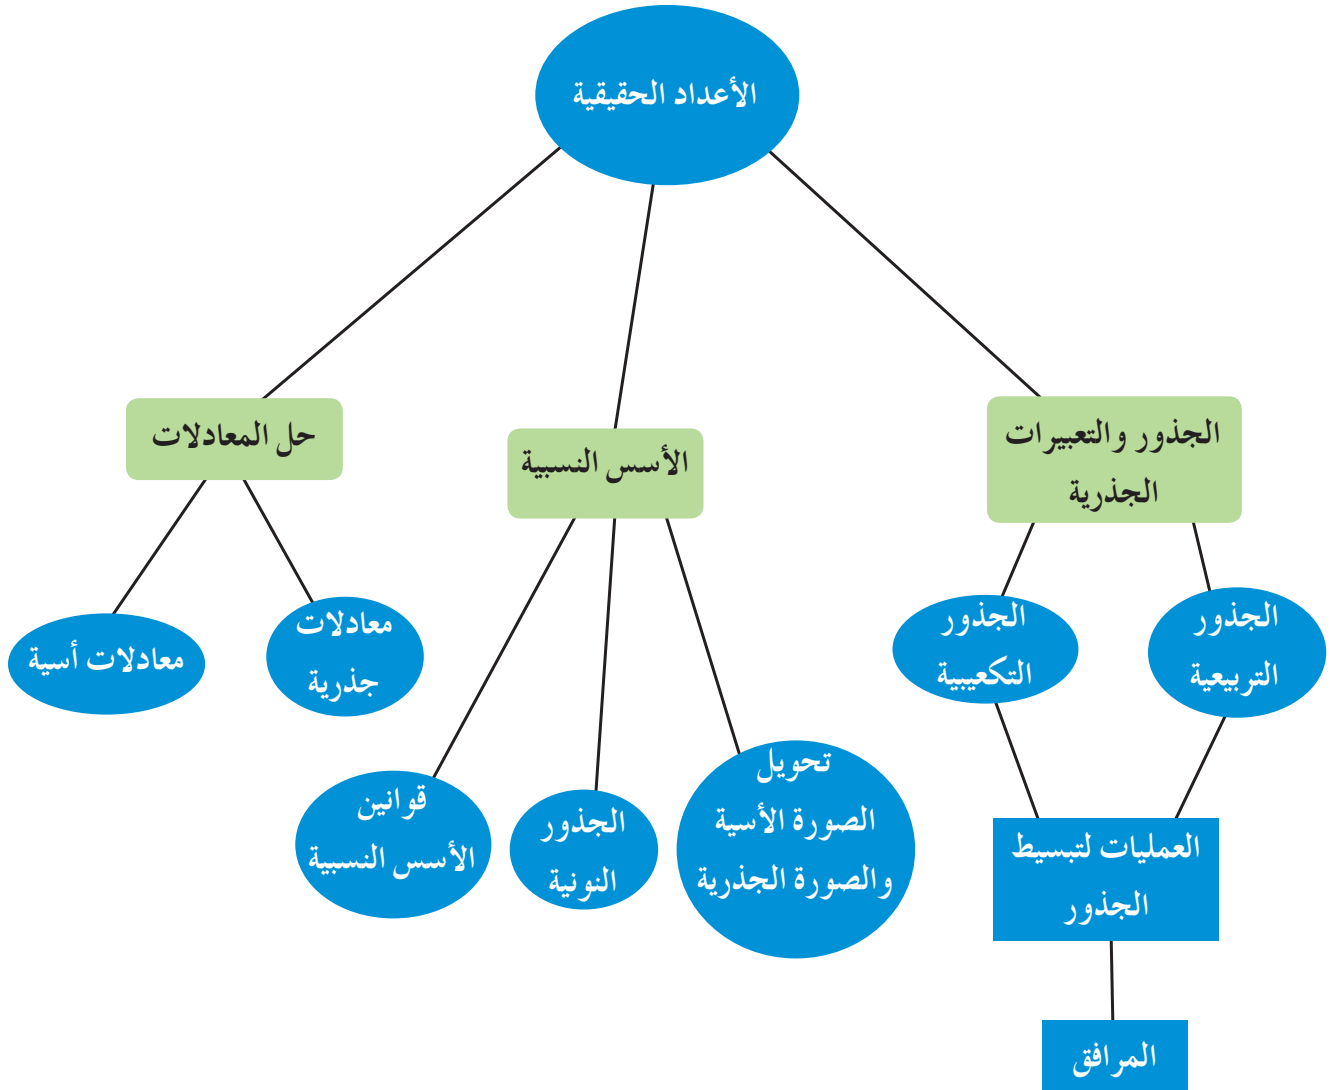 الأعداد الحقيقية
الجذور والتعبيرات
الجذرية
الأسس النسبية
حل المعادلات
الجذور
التربيعية
الجذور
التكعيبية
معادلات
جذرية
معادلات أسية
تحويل
الصورة الأسية
والصورة الجذرية
الجذور
النونية
قوانين
الأسس النسبية
العمليات لتبسيط
الجذور
المرافق